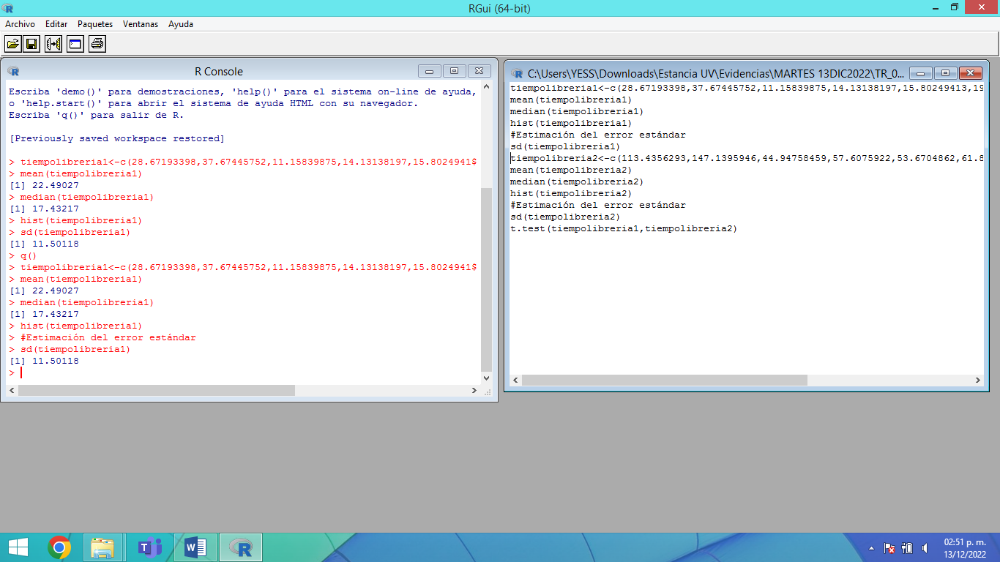 RGui (64-bit)
Archivo Editar Paquetes Ventanas Ayuda
R Console
Escriba 'demo()' para demostraciones, 'help()' para el sistema on-line de ayuda,
o 'help.start()' para abrir el sistema de ayuda HTML con su navegador.
Escriba 'q()' para salir de R.
[Previously saved workspace restored]
> tiempolibreria1<-c(28.67193398,37.67445752,11.15839875,14.13138197,15.8024941$
> mean(tiempolibreria1)
[1] 22.49027
> median(tiempolibreria1)
[1] 17.43217
> hist(tiempolibreria1)
> sd(tiempolibreria1)
[1] 11.50118
> q()
> tiempolibreria1<-c(28.67193398,37.67445752,11.15839875,14.13138197,15.8024941$
> mean(tiempolibreria1)
[1] 22.49027
> median(tiempolibreria1)
[1] 17.43217
> hist(tiempolibreria1)
> #Estimación del error estándar
> sd(tiempolibreria1)
[1] 11.50118
>
C:\Users\YESS\Downloads\Estancia UV\Evidencias\MARTES 13DIC2022\TR_0...
tiempolibreria1<-c(28.67193398,37.67445752,11.15839875,14.13138197,15.80249413,19
mean(tiempolibreria1)
median(tiempolibreria1)
hist(tiempolibreria1)
#Estimación del error estándar
sd(tiempolibreria1)
tiempolibreria2<-c(113.4356293,147.1395946,44.94758459,57.6075922,53.6704862,61.8
mean(tiempolibreria2)
median(tiempolibreria2)
hist(tiempolibreria2)
#Estimación del error estándar
sd(tiempolibreria2)
t.test(tiempolibreria1,tiempolibreria2)
02:51 p. m.
13/12/2022